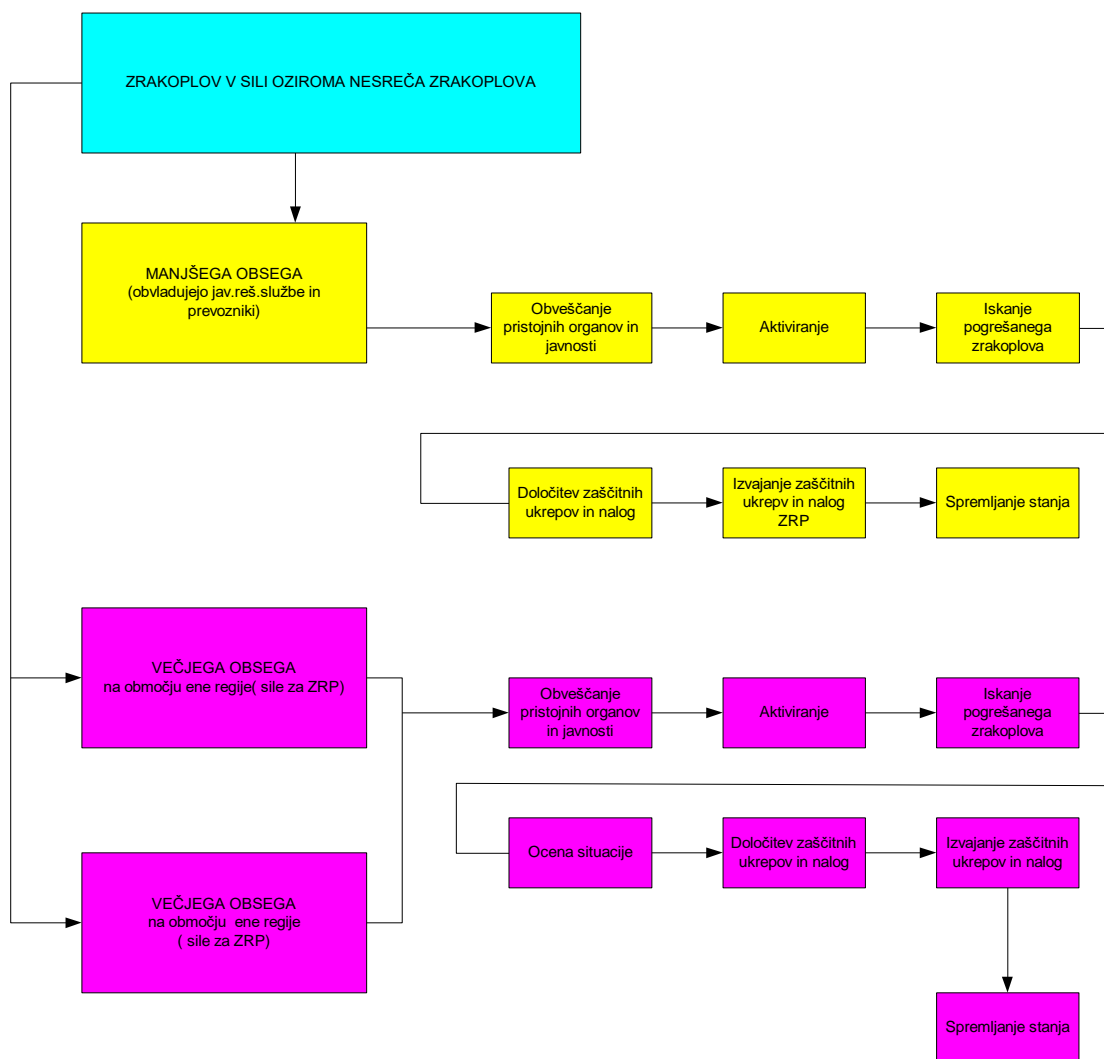 ZRAKOPLOV V SILI OZIROMA NESREČA ZRAKOPLOVA
MANJŠEGA OBSEGA
(obvladujejo jav.reš.službe in
prevozniki)
Obveščanje
pristojnih organov in
javnosti
Aktiviranje
Iskanje
pogrešanega
zrakoplova
Določitev zaščitnih
ukrepov in nalog
Izvajanje zaščitnih
ukrepv in nalog
ZRP
Spremljanje stanja
VEČJEGA OBSEGA
na območju ene regije( sile za ZRP)
Obveščanje
pristojnih organov
in javnosti
Aktiviranje
Iskanje
pogrešanega
zrakoplova
Ocena situacije
Določitev zaščitnih
ukrepov in nalog
Izvajanje zaščitnih
ukrepov in nalog
VEČJEGA OBSEGA
na območju ene regije
( sile za ZRP)
Spremljanje stanja